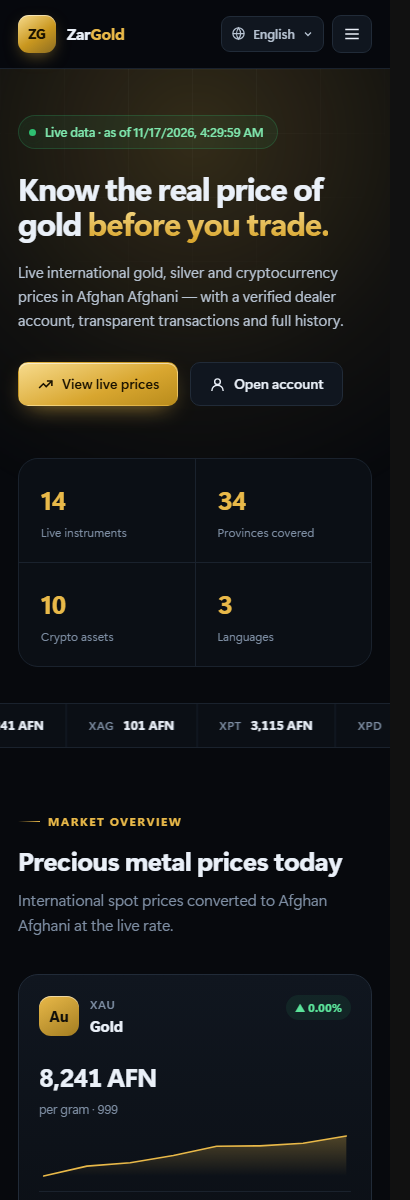 ZG
ZarGold
English
Live data · as of 11/17/2026, 4:29:59 AM
Know the real price of
gold before you trade.
Live international gold, silver and cryptocurrency
prices in Afghan Afghani — with a verified dealer
account, transparent transactions and full history.
View live prices
Open account
14
Live instruments
34
Provinces covered
10
Crypto assets
3
Languages
41 AFN XAG 101 AFN XPT 3,115 AFN XPD
MARKET OVERVIEW
Precious metal prices today
International spot prices converted to Afghan
Afghani at the live rate.
Au
XAU
Gold
▲ 0.00%
8,241 AFN
per gram · 999